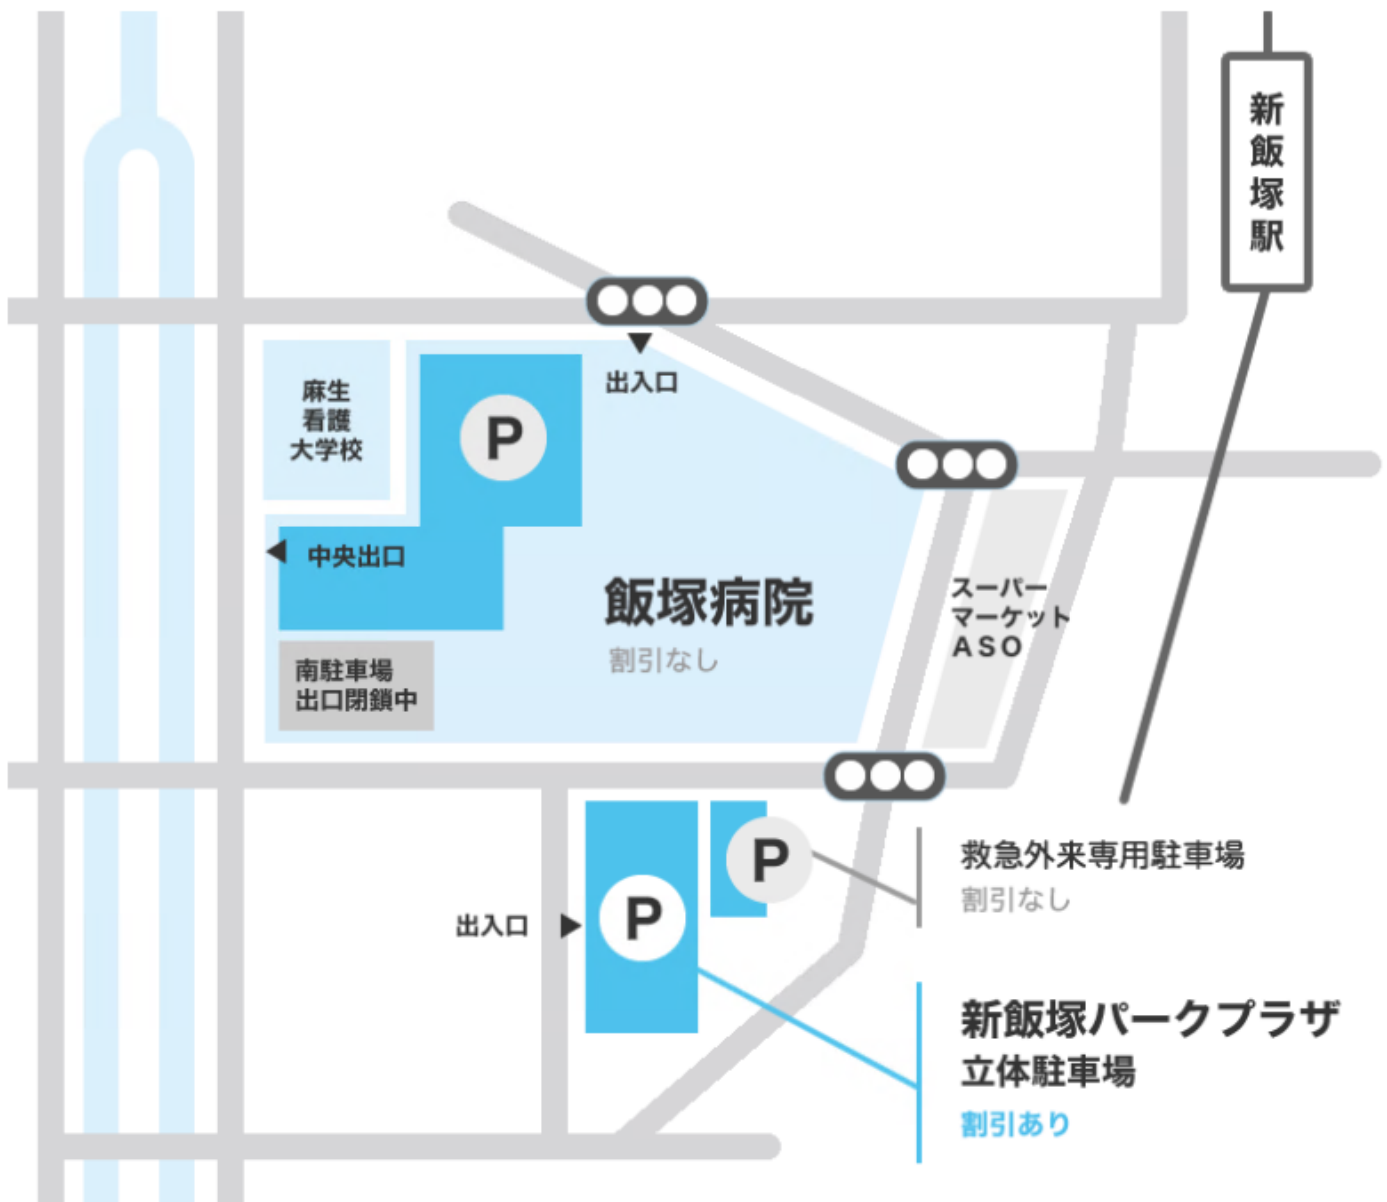 新飯塚駅
出入口
麻生
看護
大学校
P
中央出口
飯塚病院
割引なし
南駐車場
出口閉鎖中
スーパー
マーケット
ASO
P
P
救急外来専用駐車場
割引なし
出入口
新飯塚パークプラザ
立体駐車場
割引あり